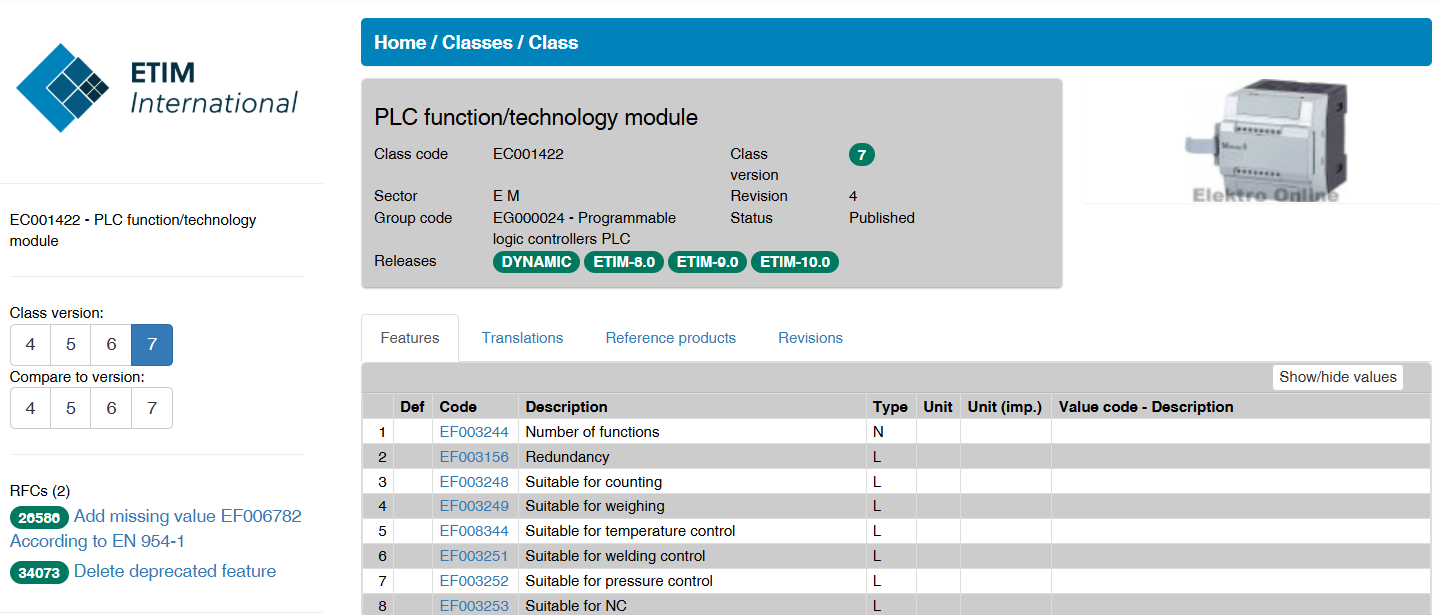 ETIM
International
EC001422 - PLC function/technology
module
Class version:
4 5 6 7
Compare to version:
4 5 6 7
RFCs (2)
26586 Add missing value EF006782
According to EN 954-1
34073 Delete deprecated feature
Home / Classes / Class
PLC function/technology module
Class code EC001422 Class
version 7
Sector E M Revision 4
Group code EG000024 - Programmable
logic controllers PLC Status Published
Releases DYNAMIC ETIM-8.0 ETIM-9.0 ETIM-10.0
Elektro Online
Features Translations Reference products Revisions
Show/hide values
Def Code Description Type Unit Unit (imp.) Value code - Description
1 EF003244 Number of functions N
2 EF003156 Redundancy L
3 EF003248 Suitable for counting L
4 EF003249 Suitable for weighing L
5 EF008344 Suitable for temperature control L
6 EF003251 Suitable for welding control L
7 EF003252 Suitable for pressure control L
8 EF003253 Suitable for NC L